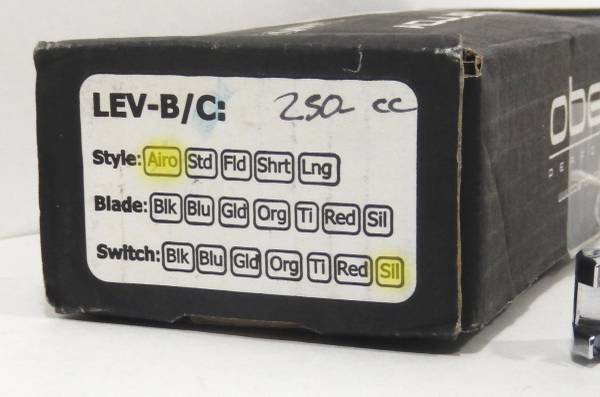 LEV-B/C: 250 cc
Style: Airo Std Fld Shrt Lng
Blade: Blk Blu Gld Org Ti Red Sil
Switch: Blk Blu Gld Org Ti Red Sil